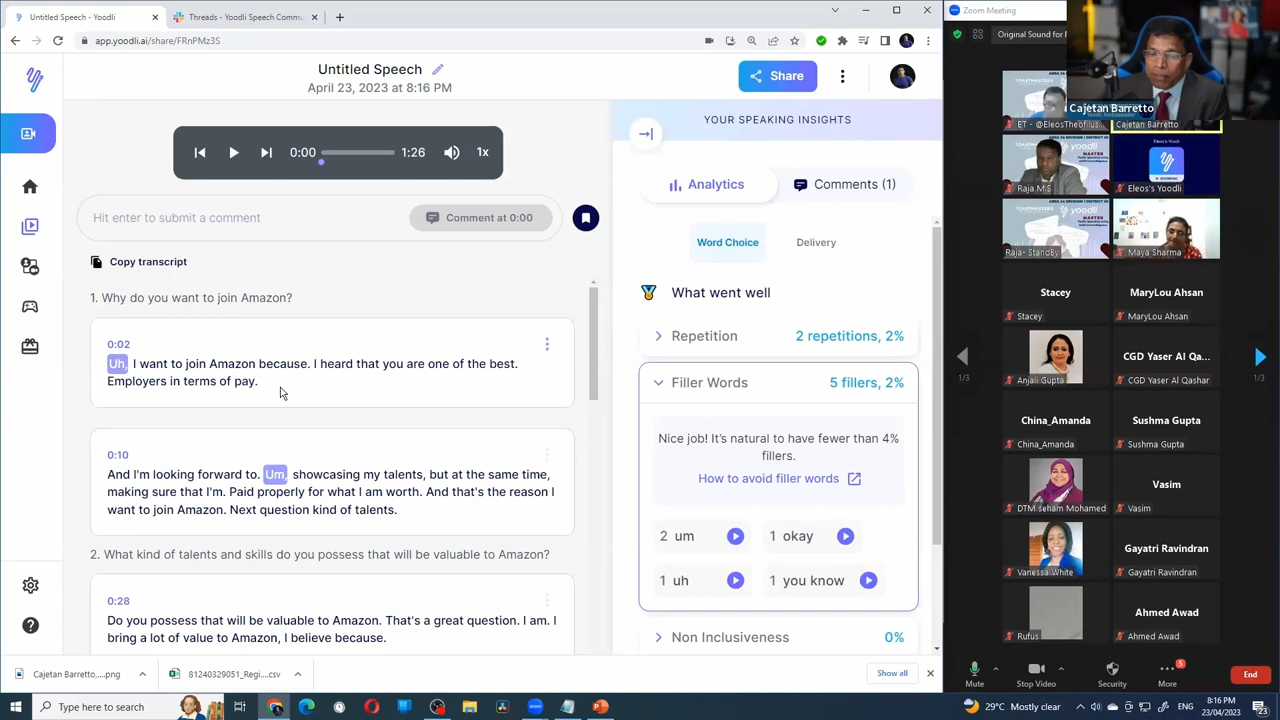 Untitled Speech - Yoodli
Threads - Yoodli Speech Commu
app.yoodli.ai/share/FRnPMz3S
Untitled Speech
23 at 8:16 PM
Share
0:00
1:28
Hit enter to submit a comment
Comment at 0:00
Copy transcript
1. Why do you want to join Amazon?
0:02
Uh, I want to join Amazon because. I heard that you are one of the best.
Employers in terms of pay.
0:10
And I'm looking forward to. Um, showcasing my talents, but at the same time,
making sure that I'm. Paid properly for what I am worth. And that's the reason I
want to join Amazon. Next question kind of talents.
2. What kind of talents and skills do you possess that will be valuable to Amazon?
0:28
Do you possess that will be valuable to Amazon. That's a great question. I am. I
bring a lot of value to Amazon, I believe because.
YOUR SPEAKING INSIGHTS
Analytics
Comments (1)
Word Choice
Delivery
What went well
Repetition
2 repetitions, 2%
Filler Words
5 fillers, 2%
Nice job! It's natural to have fewer than 4%
fillers.
How to avoid filler words
2 um
1 okay
1 uh
1 you know
Non Inclusiveness
0%
Cajetan Barretto,....png
81240329051_Regi....
Show all
Zoom Meeting
Original Sound for
Cajetan Barretto
ET - @EleosTheofilus
Cajetan Barretto
Raja.M.S
Eleos's Yoodli
Raja- StandBy
Maya Sharma
Stacey
Stacey
MaryLou Ahsan
MaryLou Ahsan
Anjali Gupta
CGD Yaser Al Qa...
CGD Yaser Al Qashar
1/3
1/3
China_Amanda
China_Amanda
Sushma Gupta
Sushma Gupta
DTM seham Mohamed
Vasim
Vasim
Vanessa White
Gayatri Ravindran
Gayatri Ravindran
Rufus
Ahmed Awad
Ahmed Awad
Mute
Stop Video
Security
More
5
End
Type here to search
29°C Mostly clear
ENG
8:16 PM
23/04/2023
23